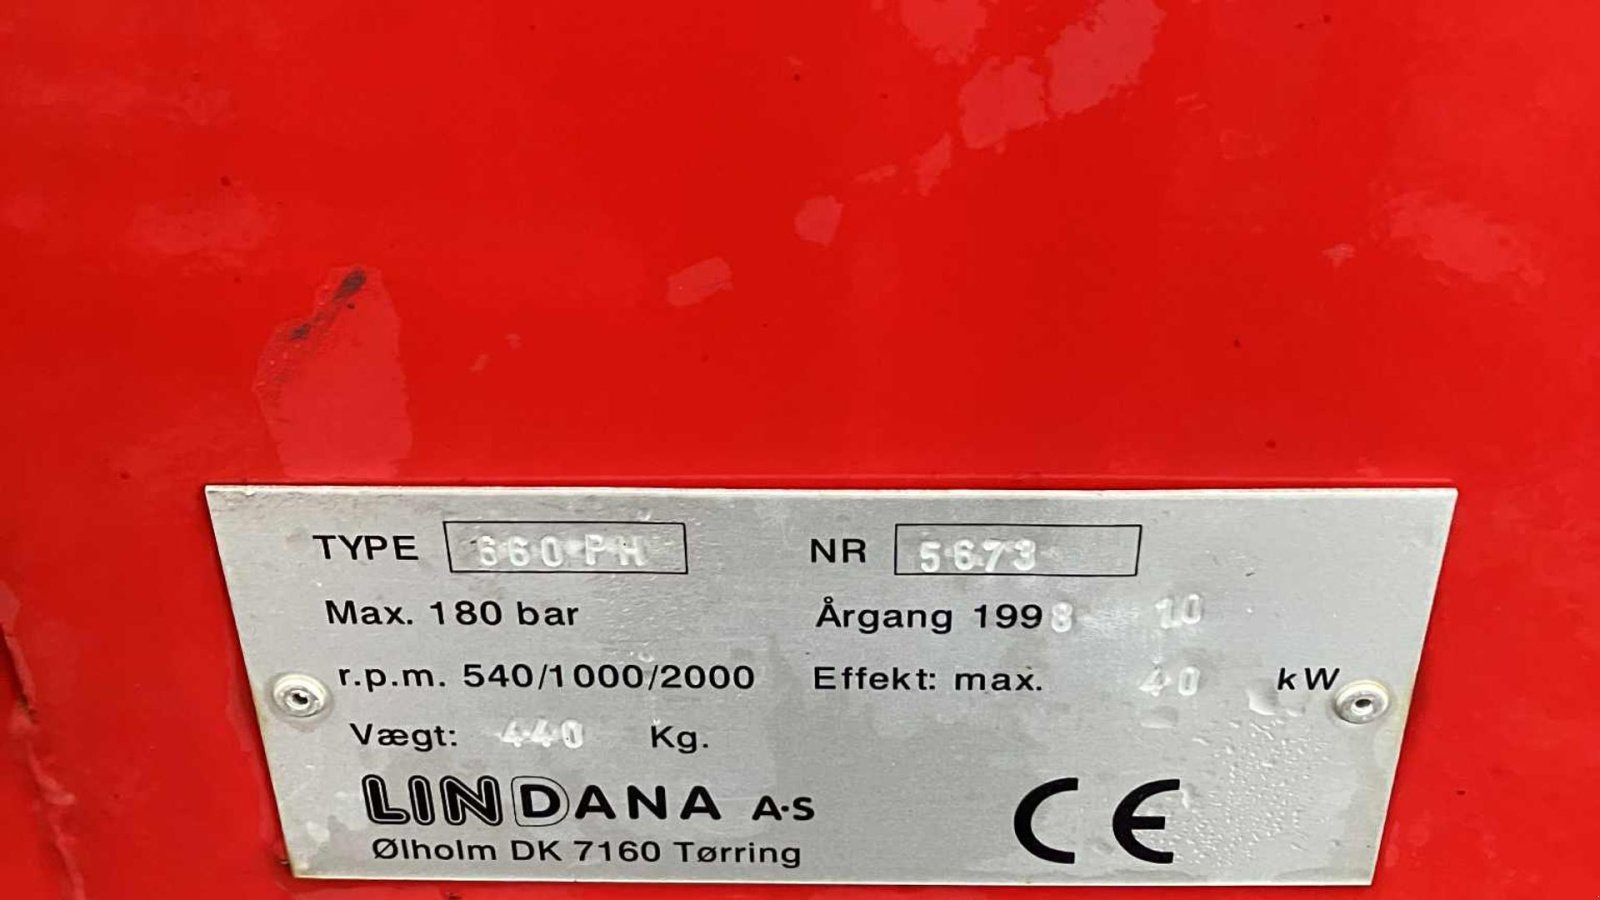 TYPE 660 PH NR 5673
Max. 180 bar Årgang 1998 10
r.p.m. 540/1000/2000 Effekt: max. 40 kW
Vægt: 440 Kg.
LINDANA A·S CE
Ølholm DK 7160 Tørring